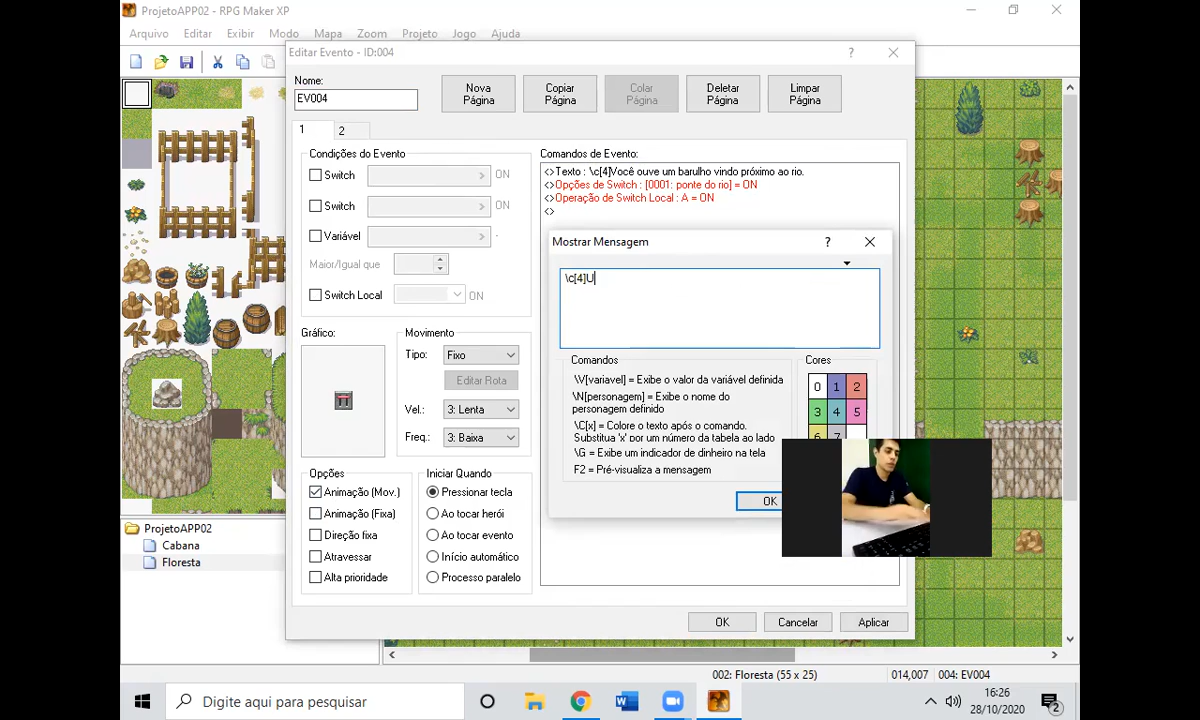 ProjetoAPP02 - RPG Maker XP
Arquivo Editar Exibir Modo Mapa Zoom Projeto Jogo Ajuda
Editar Evento - ID:004
?
Nome:
EV004
Nova Página
Copiar Página
Colar Página
Deletar Página
Limpar Página
1
2
Condições do Evento
Switch ON
Switch ON
Variável
Maior/Igual que
Switch Local ON
Gráfico:
Movimento
Tipo: Fixo
Editar Rota
Vel.: 3: Lenta
Freq.: 3: Baixa
Opções
Animação (Mov.)
Animação (Fixa)
Direção fixa
Atravessar
Alta prioridade
Iniciar Quando
Pressionar tecla
Ao tocar herói
Ao tocar evento
Início automático
Processo paralelo
Comandos de Evento:
<>Texto : \c[4]Você ouve um barulho vindo próximo ao rio.
<>Opções de Switch : [0001: ponte do rio] = ON
<>Operação de Switch Local : A = ON
<>
Mostrar Mensagem
?
\c[4]U
Comandos
\V[variavel] = Exibe o valor da variável definida
\N[personagem] = Exibe o nome do
personagem definido
\C[x] = Colore o texto após o comando.
Substitua 'x' por um número da tabela ao lado
\G = Exibe um indicador de dinheiro na tela
F2 = Pré-visualiza a mensagem
Cores
0 1 2
3 4 5
6 7
OK
OK
Cancelar
Aplicar
ProjetoAPP02
Cabana
Floresta
002: Floresta (55 x 25)
014,007
004: EV004
Digite aqui para pesquisar
16:26
28/10/2020
2